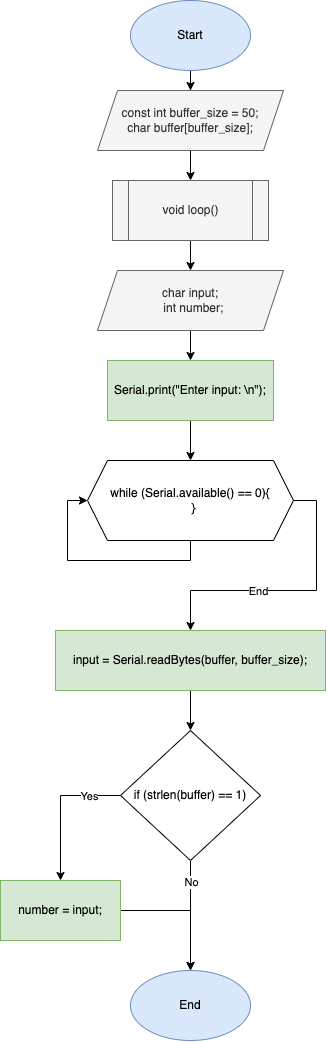 Start
const int buffer_size = 50;
char buffer[buffer_size];
void loop()
char input;
int number;
Serial.print("Enter input: \n");
while (Serial.available() == 0){
}
End
input = Serial.readBytes(buffer, buffer_size);
if (strlen(buffer) == 1)
Yes
No
number = input;
End